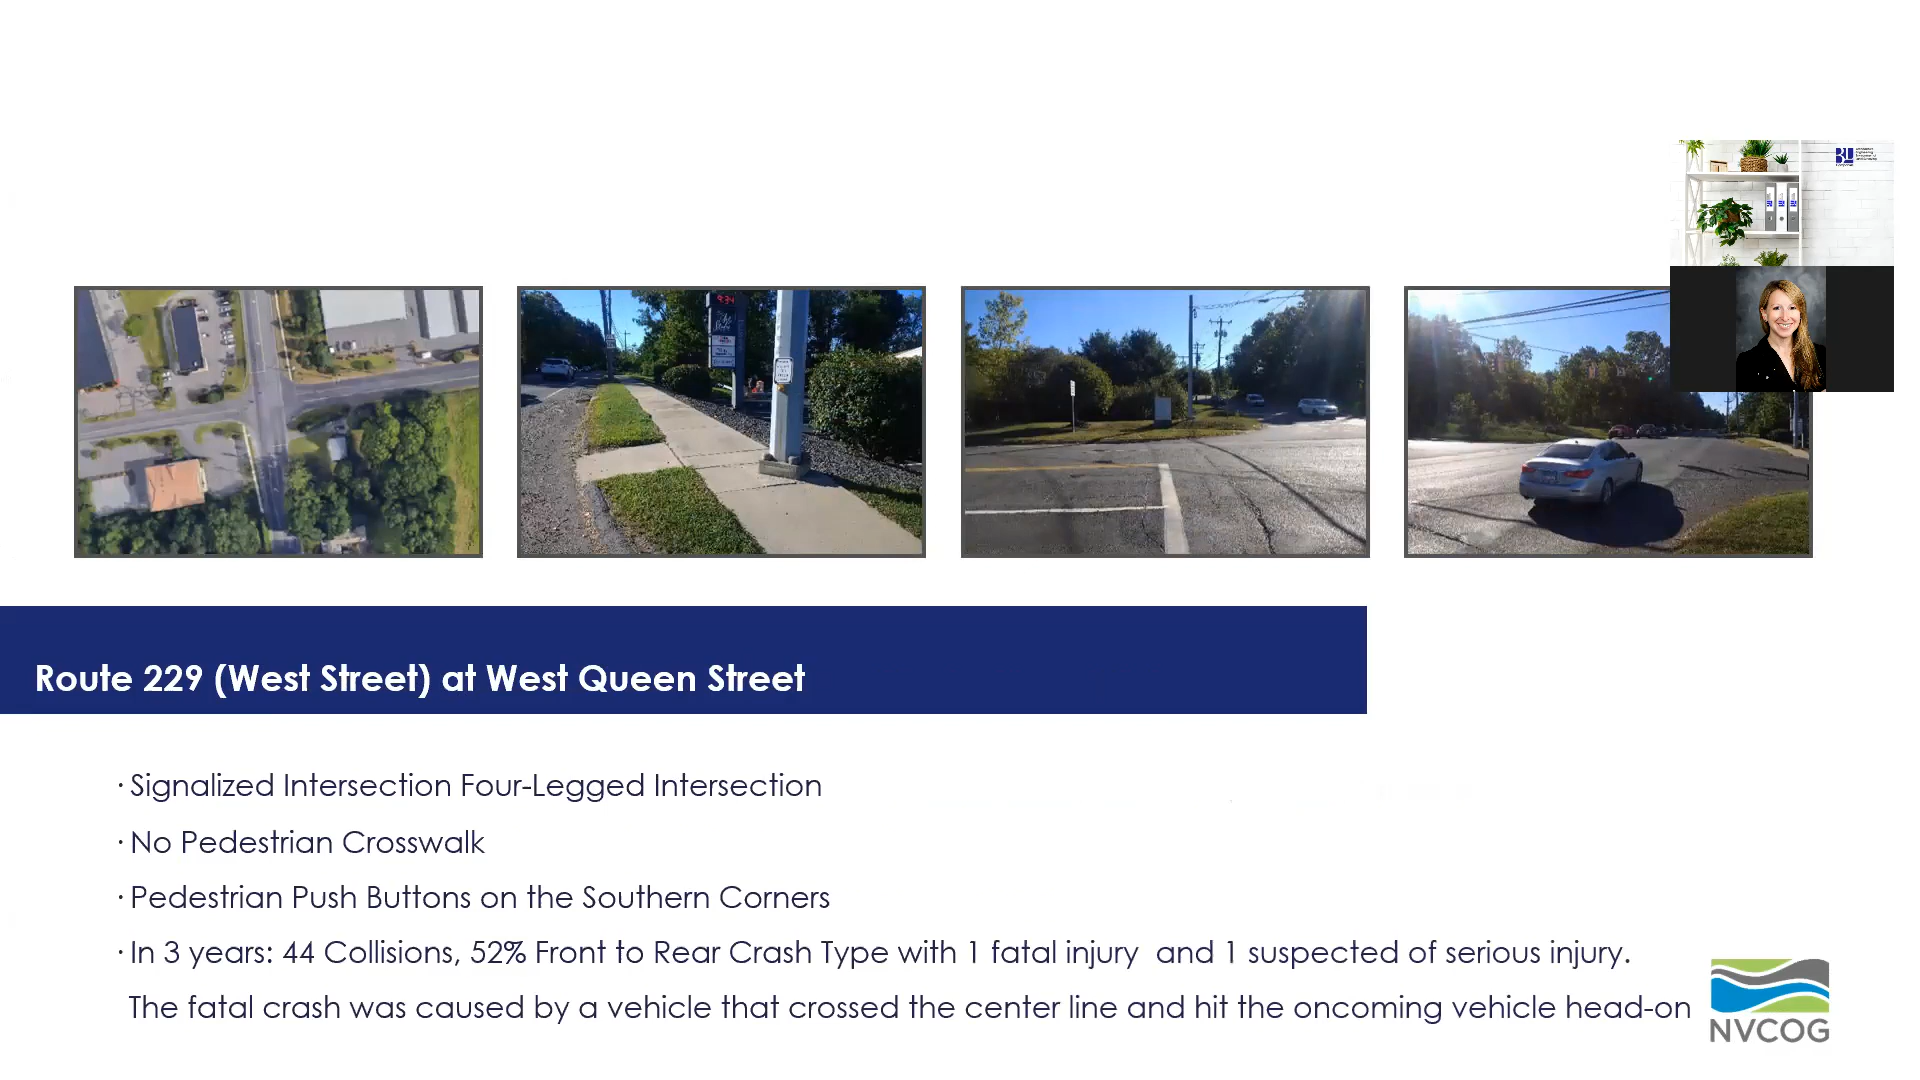 9:34
Route 229 (West Street) at West Queen Street
· Signalized Intersection Four-Legged Intersection
· No Pedestrian Crosswalk
· Pedestrian Push Buttons on the Southern Corners
· In 3 years: 44 Collisions, 52% Front to Rear Crash Type with 1 fatal injury  and 1 suspected of serious injury.
The fatal crash was caused by a vehicle that crossed the center line and hit the oncoming vehicle head-on
NVCOG